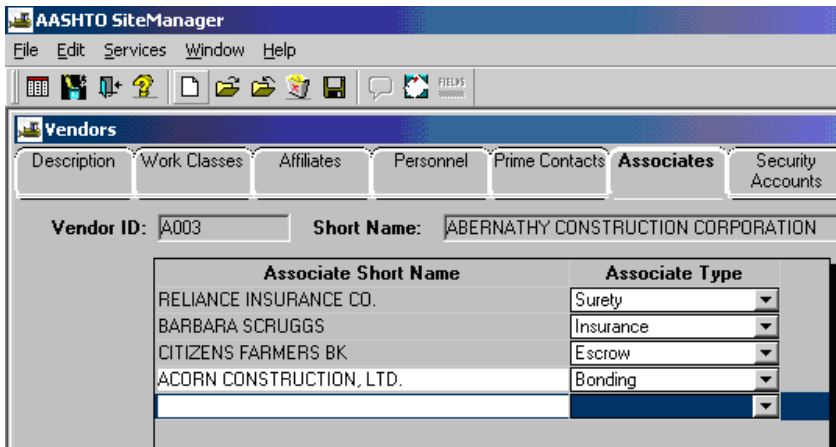 AASHTO SiteManager
File Edit Services Window Help
FIELDS
Vendors
Description Work Classes Affiliates Personnel Prime Contacts Associates Security Accounts
Vendor ID: A003 Short Name: ABERNATHY CONSTRUCTION CORPORATION
Associate Short Name Associate Type
RELIANCE INSURANCE CO. Surety
BARBARA SCRUGGS Insurance
CITIZENS FARMERS BK Escrow
ACORN CONSTRUCTION, LTD. Bonding